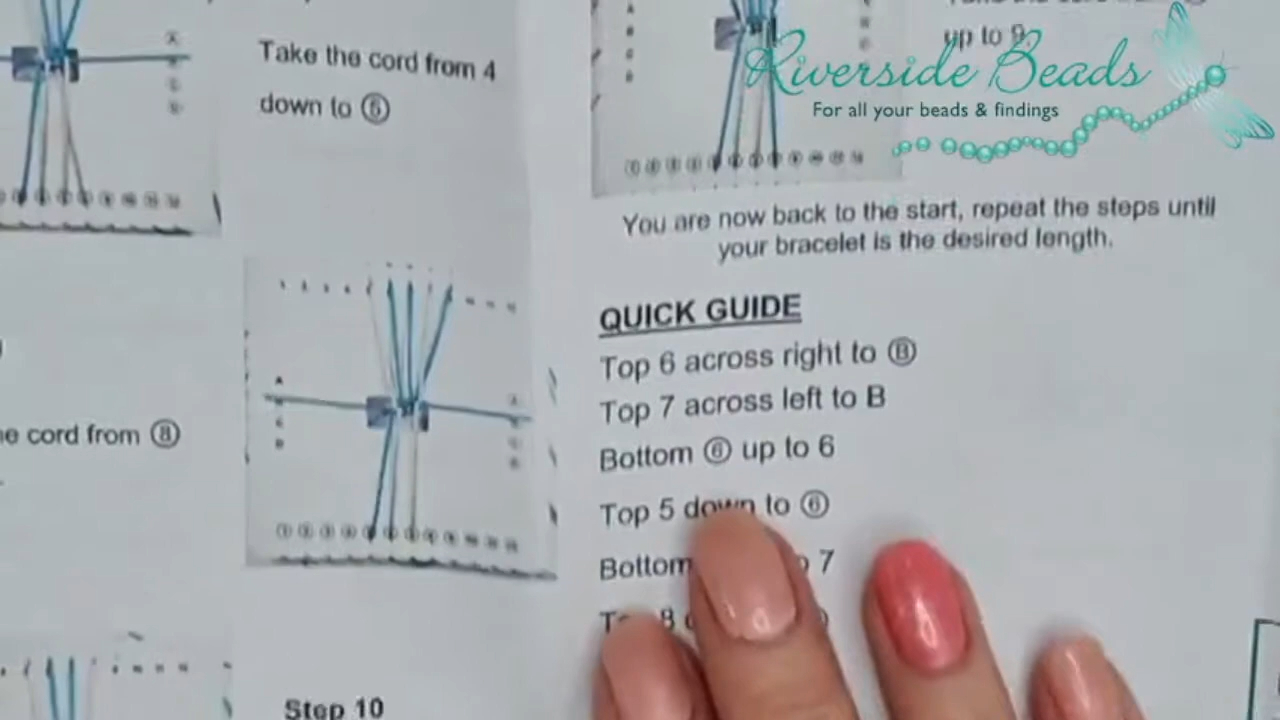 Take the cord from 4
down to ⑥
e cord from ⑧
Step 10
up to 9.
Riverside Beads
For all your beads & findings
You are now back to the start, repeat the steps until
your bracelet is the desired length.
QUICK GUIDE
Top 6 across right to Ⓑ
Top 7 across left to B
Bottom ⑥ up to 6
Top 5 down to ⑥
Bottom 7
8